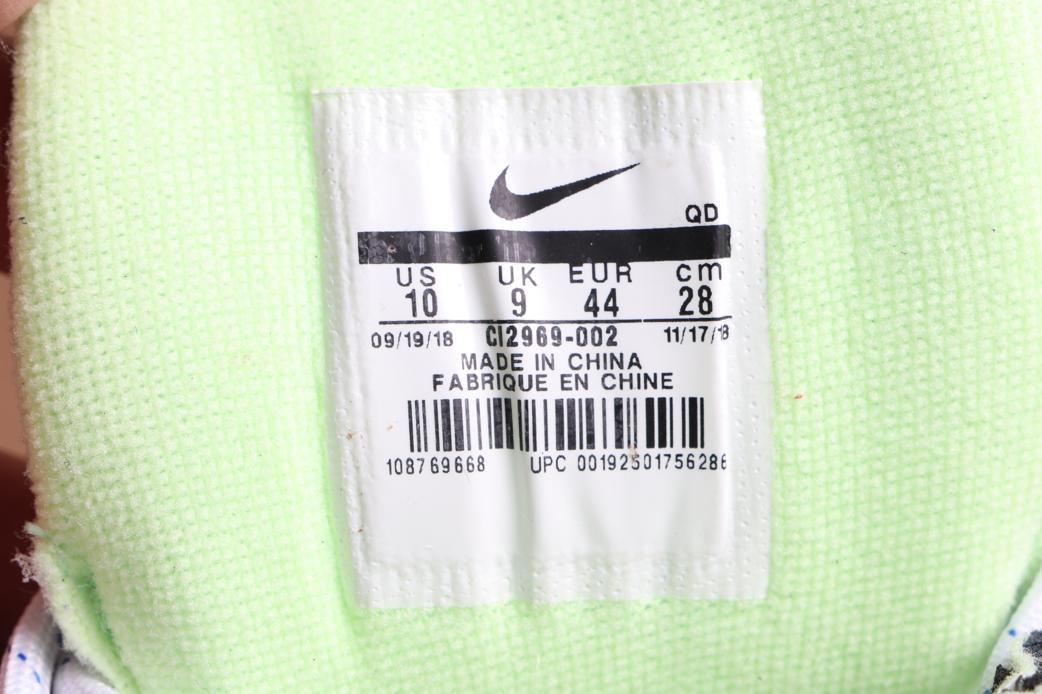 QD
US UK EUR cm
10 9 44 28
09/19/18 CI2969-002 11/17/18
MADE IN CHINA
FABRIQUE EN CHINE
108769668 UPC 00192501756286